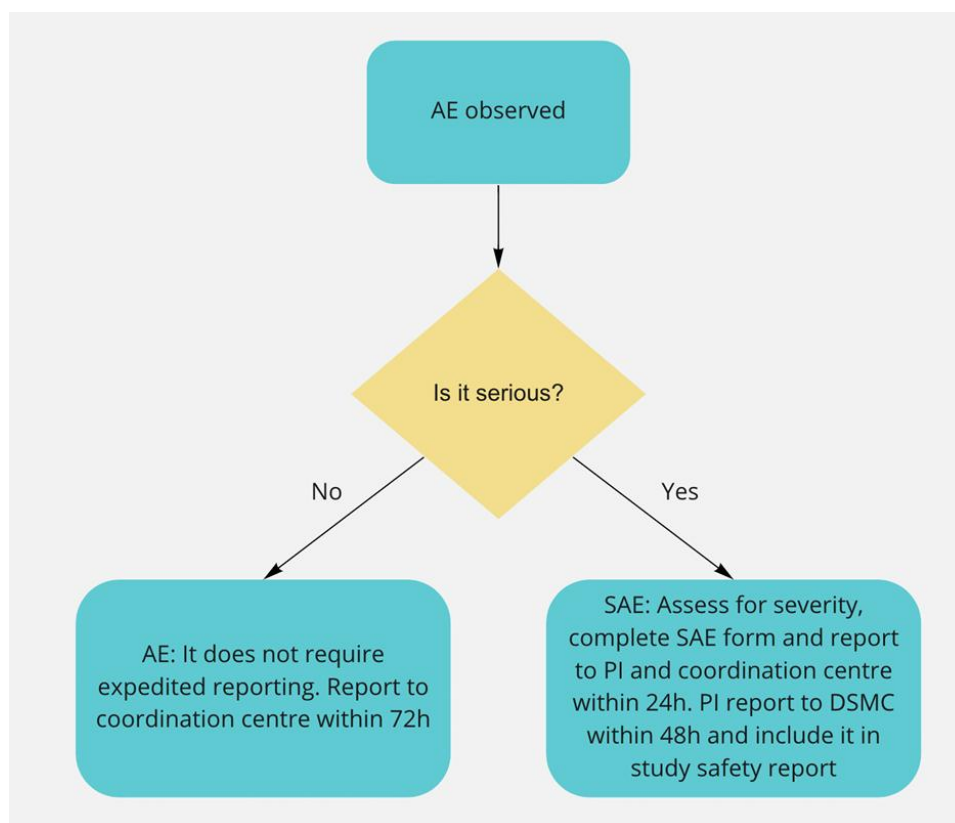 AE observed
Is it serious?
No
Yes
AE: It does not require
expedited reporting. Report to
coordination centre within 72h
SAE: Assess for severity,
complete SAE form and report
to PI and coordination centre
within 24h. PI report to DSMC
within 48h and include it in
study safety report